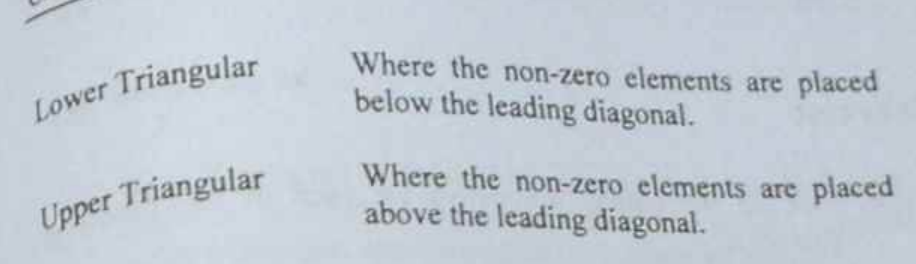 Lower Triangular Where the non-zero elements are placed
below the leading diagonal.
Upper Triangular Where the non-zero elements are placed
above the leading diagonal.